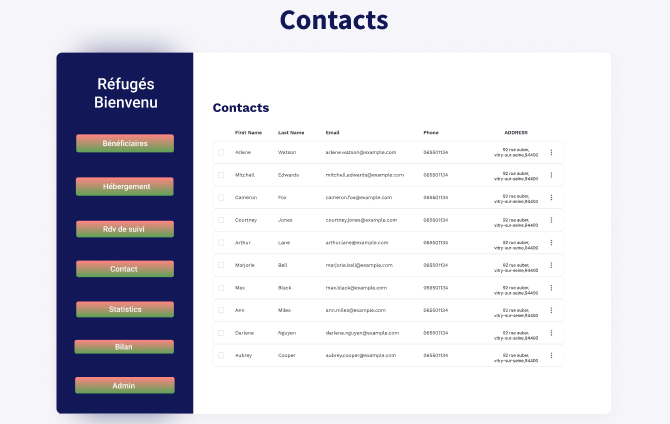 Contacts
Réfugés
Bienvenu
Bénéficiaires
Hébergement
Rdv de suivi
Contact
Statistics
Bilan
Admin
Contacts
First Name Last Name Email Phone ADDRESS
Arlene Watson arlene.watson@example.com 065501134 92 rue auber,
vitry-sur-seine,94400
Mitchell Edwards mitchell.edwards@example.com 065501134 92 rue auber,
vitry-sur-seine,94400
Cameron Fox cameron.fox@example.com 065501134 92 rue auber,
vitry-sur-seine,94400
Courtney Jones courtney.jones@example.com 065501134 92 rue auber,
vitry-sur-seine,94400
Arthur Lane arthur.lane@example.com 065501134 92 rue auber,
vitry-sur-seine,94400
Marjorie Bell marjorie.bell@example.com 065501134 92 rue auber,
vitry-sur-seine,94400
Max Black max.black@example.com 065501134 92 rue auber,
vitry-sur-seine,94400
Ann Miles ann.miles@example.com 065501134 92 rue auber,
vitry-sur-seine,94400
Darlene Nguyen darlene.nguyen@example.com 065501134 92 rue auber,
vitry-sur-seine,94400
Aubrey Cooper aubrey.cooper@example.com 065501134 92 rue auber,
vitry-sur-seine,94400